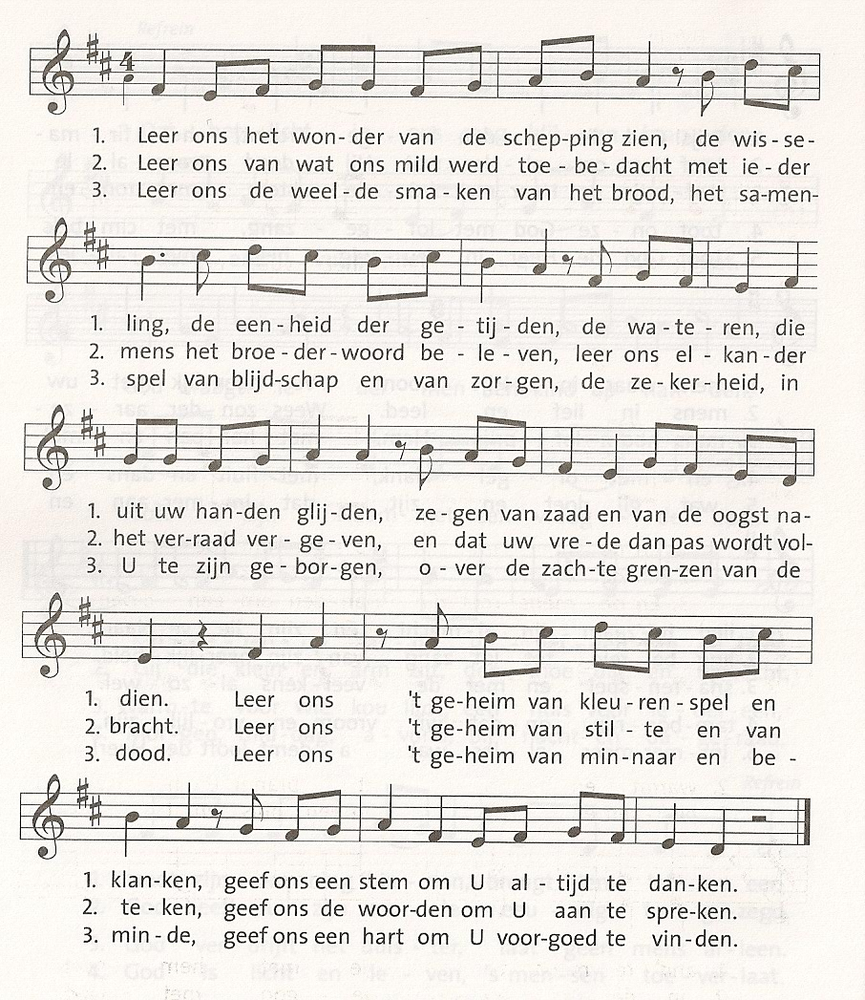 4
1. Leer ons het won-der van de schep-ping zien, de wis-se-
2. Leer ons van wat ons mild werd toe-be-dacht met ie-der
3. Leer ons de weel-de sma-ken van het brood, het sa-men-
1. ling, de een-heid der ge-tij-den, de wa-te-ren, die
2. mens het broe-der-woord be-le-ven, leer ons el-kan-der
3. spel van blijd-schap en van zor-gen, de ze-ker-heid, in
1. uit uw han-den glij-den, ze-gen van zaad en van de oogst na-
2. het ver-raad ver-ge-ven, en dat uw vre-de dan pas wordt vol-
3. U te zijn ge-bor-gen, o-ver de zach-te gren-zen van de
1. dien. Leer ons 't ge-heim van kleu-ren-spel en
2. bracht. Leer ons 't ge-heim van stil-te en van
3. dood. Leer ons 't ge-heim van min-naar en be-
1. klan-ken, geef ons een stem om U al-tijd te dan-ken.
2. te-ken, geef ons de woor-den om U aan te spre-ken.
3. min-de, geef ons een hart om U voor-goed te vin-den.